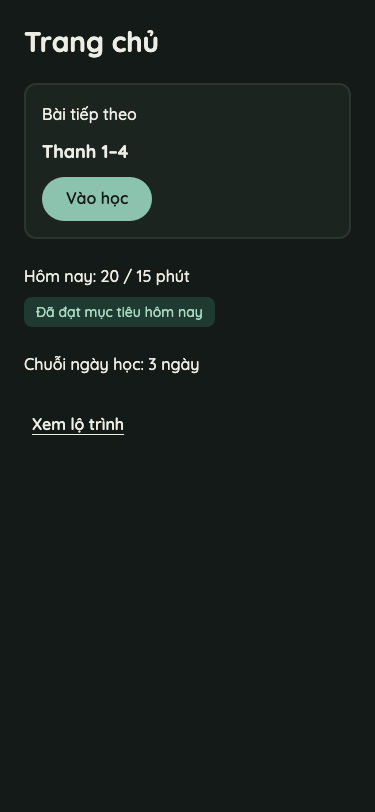 Trang chủ
Bài tiếp theo
Thanh 1–4
Vào học
Hôm nay: 20 / 15 phút
Đã đạt mục tiêu hôm nay
Chuỗi ngày học: 3 ngày
Xem lộ trình